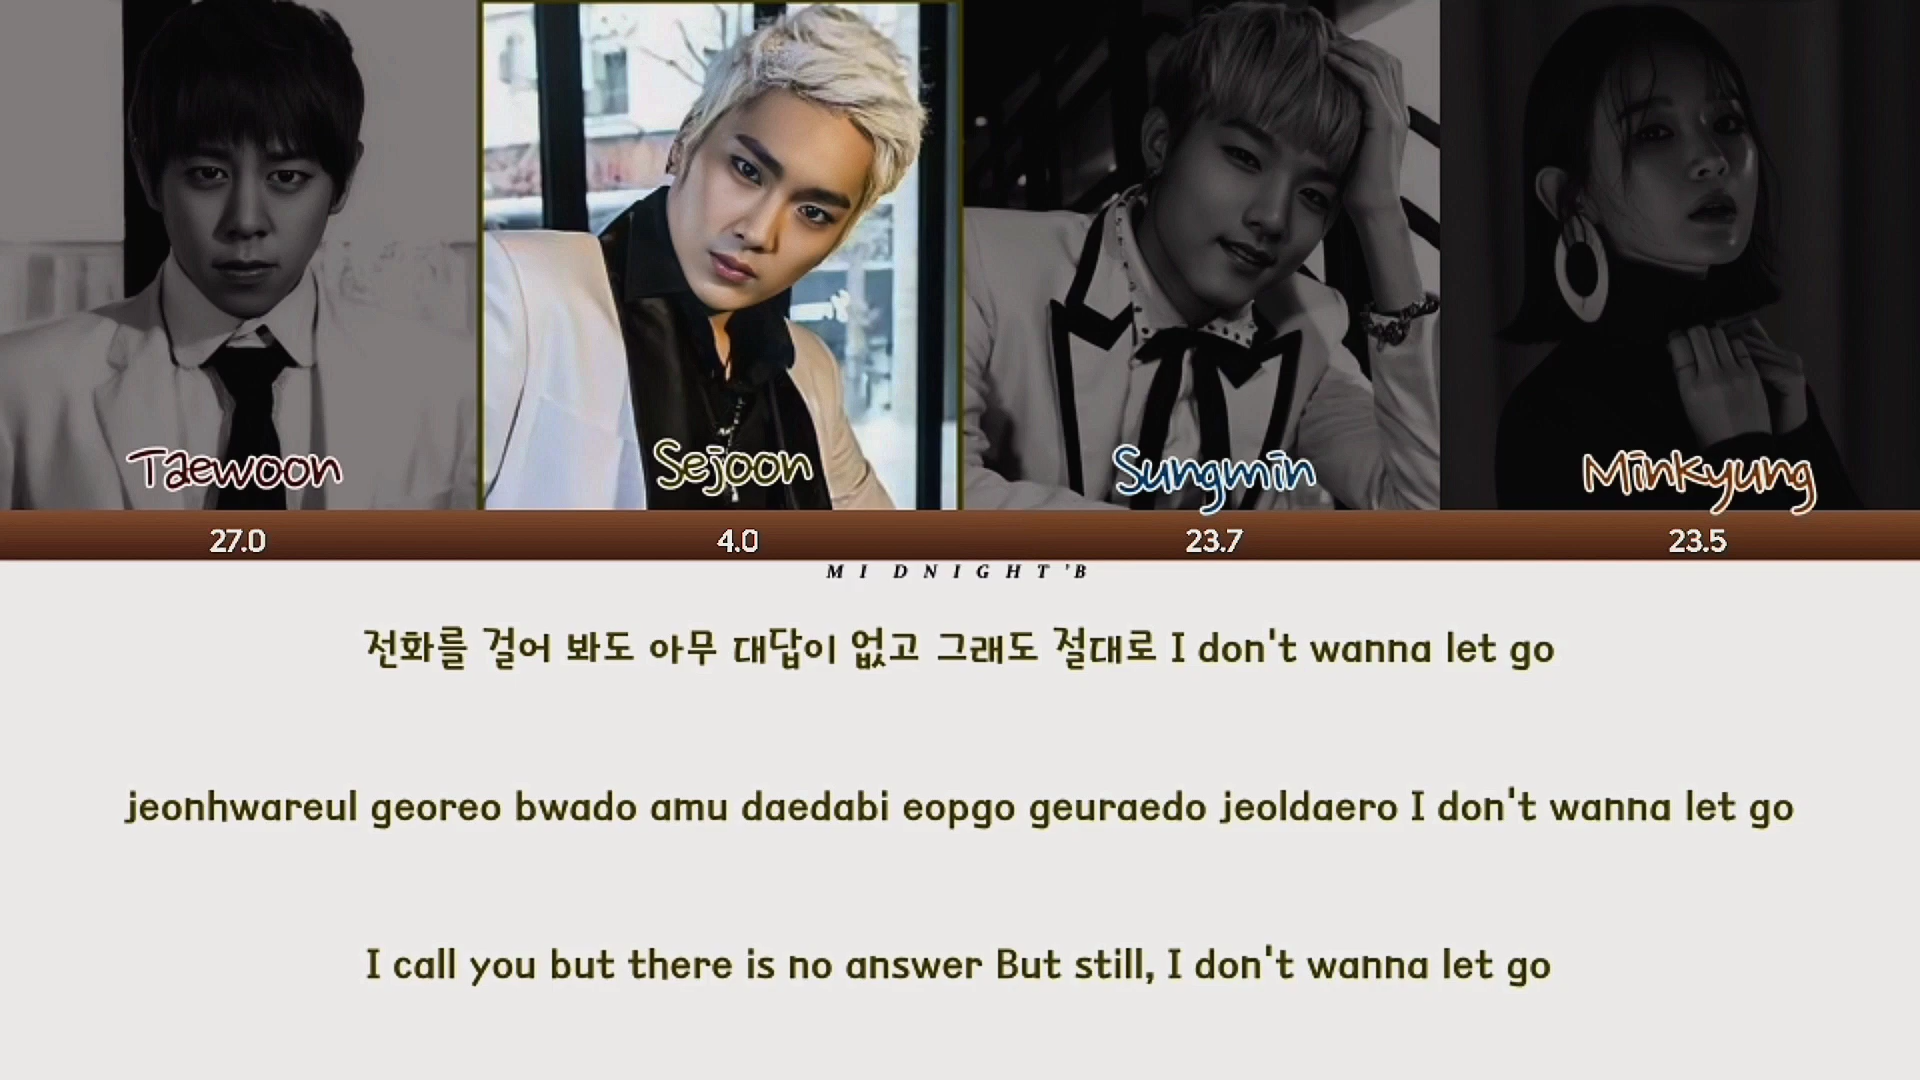 Taewoon
Sejoon
Sungmin
Minkyung
27.0
4.0
23.7
23.5
MIDNIGHT'B
전화를 걸어 봐도 아무 대답이 없고 그래도 절대로 I don't wanna let go
jeonhwareul georeo bwado amu daedabi eopgo geuraedo jeoldaero I don't wanna let go
I call you but there is no answer But still, I don't wanna let go